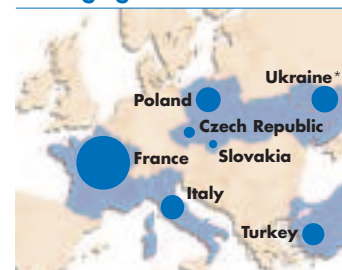 Ukraine*
Poland
Czech Republic
France
Slovakia
Italy
Turkey